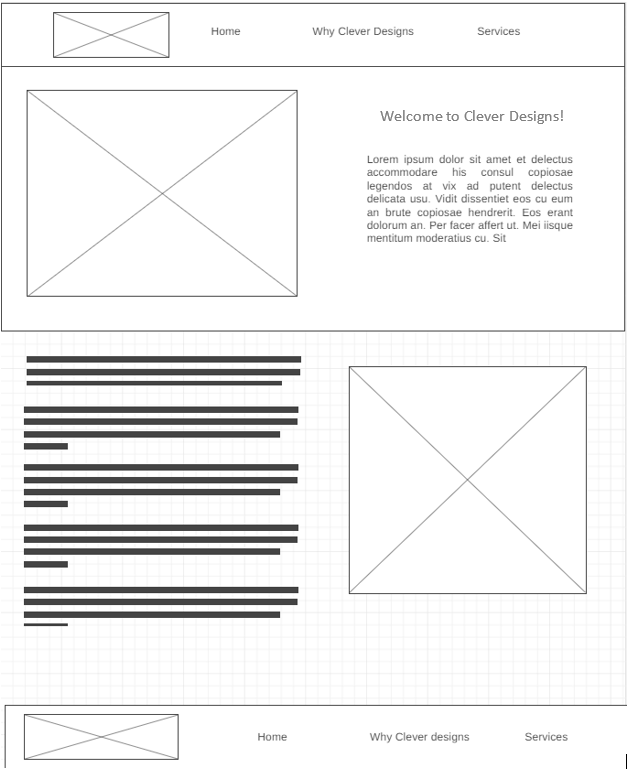 Home Why Clever Designs Services
Welcome to Clever Designs!
Lorem ipsum dolor sit amet et delectus
accommodare his consul copiosae
legendos at vix ad putent delectus
delicata usu. Vidit dissentiet eos cu eum
an brute copiosae hendrerit. Eos erant
dolorum an. Per facer affert ut. Mei iisque
mentitum moderatius cu. Sit
Home Why Clever designs Services